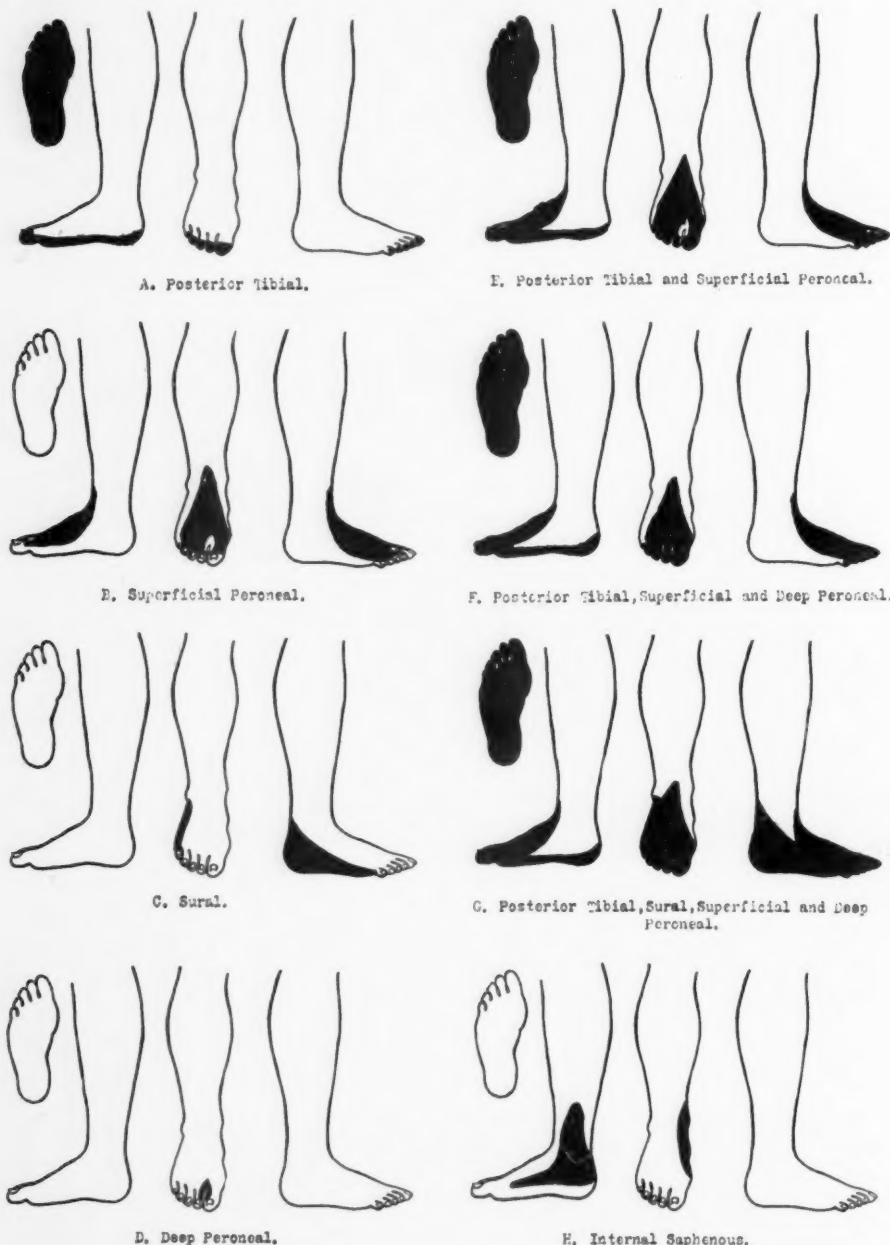 A. Posterior Tibial.
B. Superficial Peroneal.
C. Sural.
D. Deep Peroneal.
E. Posterior Tibial and Superficial Peroneal.
F. Posterior Tibial,Superficial and Deep Peroneal.
G. Posterior Tibial,Sural,Superficial and Deep
Peroneal.
H. Internal Saphenous.